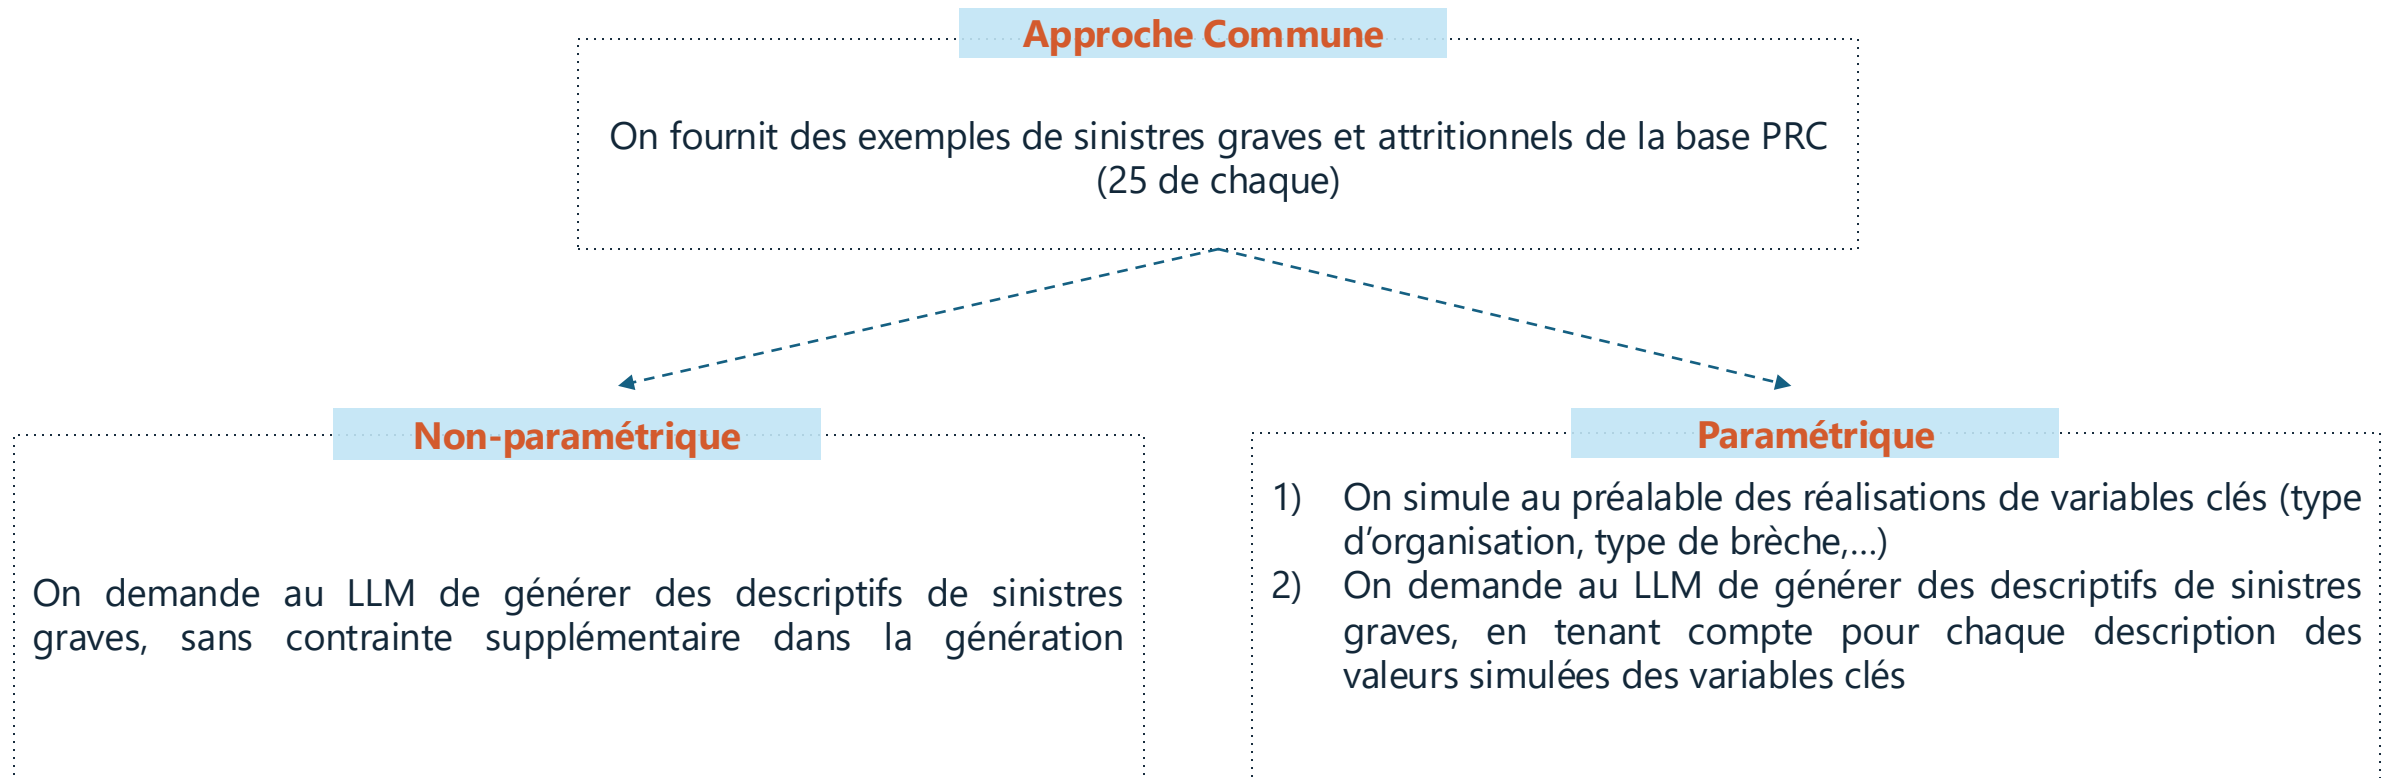 Approche Commune
On fournit des exemples de sinistres graves et attritionnels de la base PRC
(25 de chaque)
Non-paramétrique
On demande au LLM de générer des descriptifs de sinistres
graves, sans contrainte supplémentaire dans la génération
Paramétrique
1) On simule au préalable des réalisations de variables clés (type
d’organisation, type de brèche,…)
2) On demande au LLM de générer des descriptifs de sinistres
graves, en tenant compte pour chaque description des
valeurs simulées des variables clés